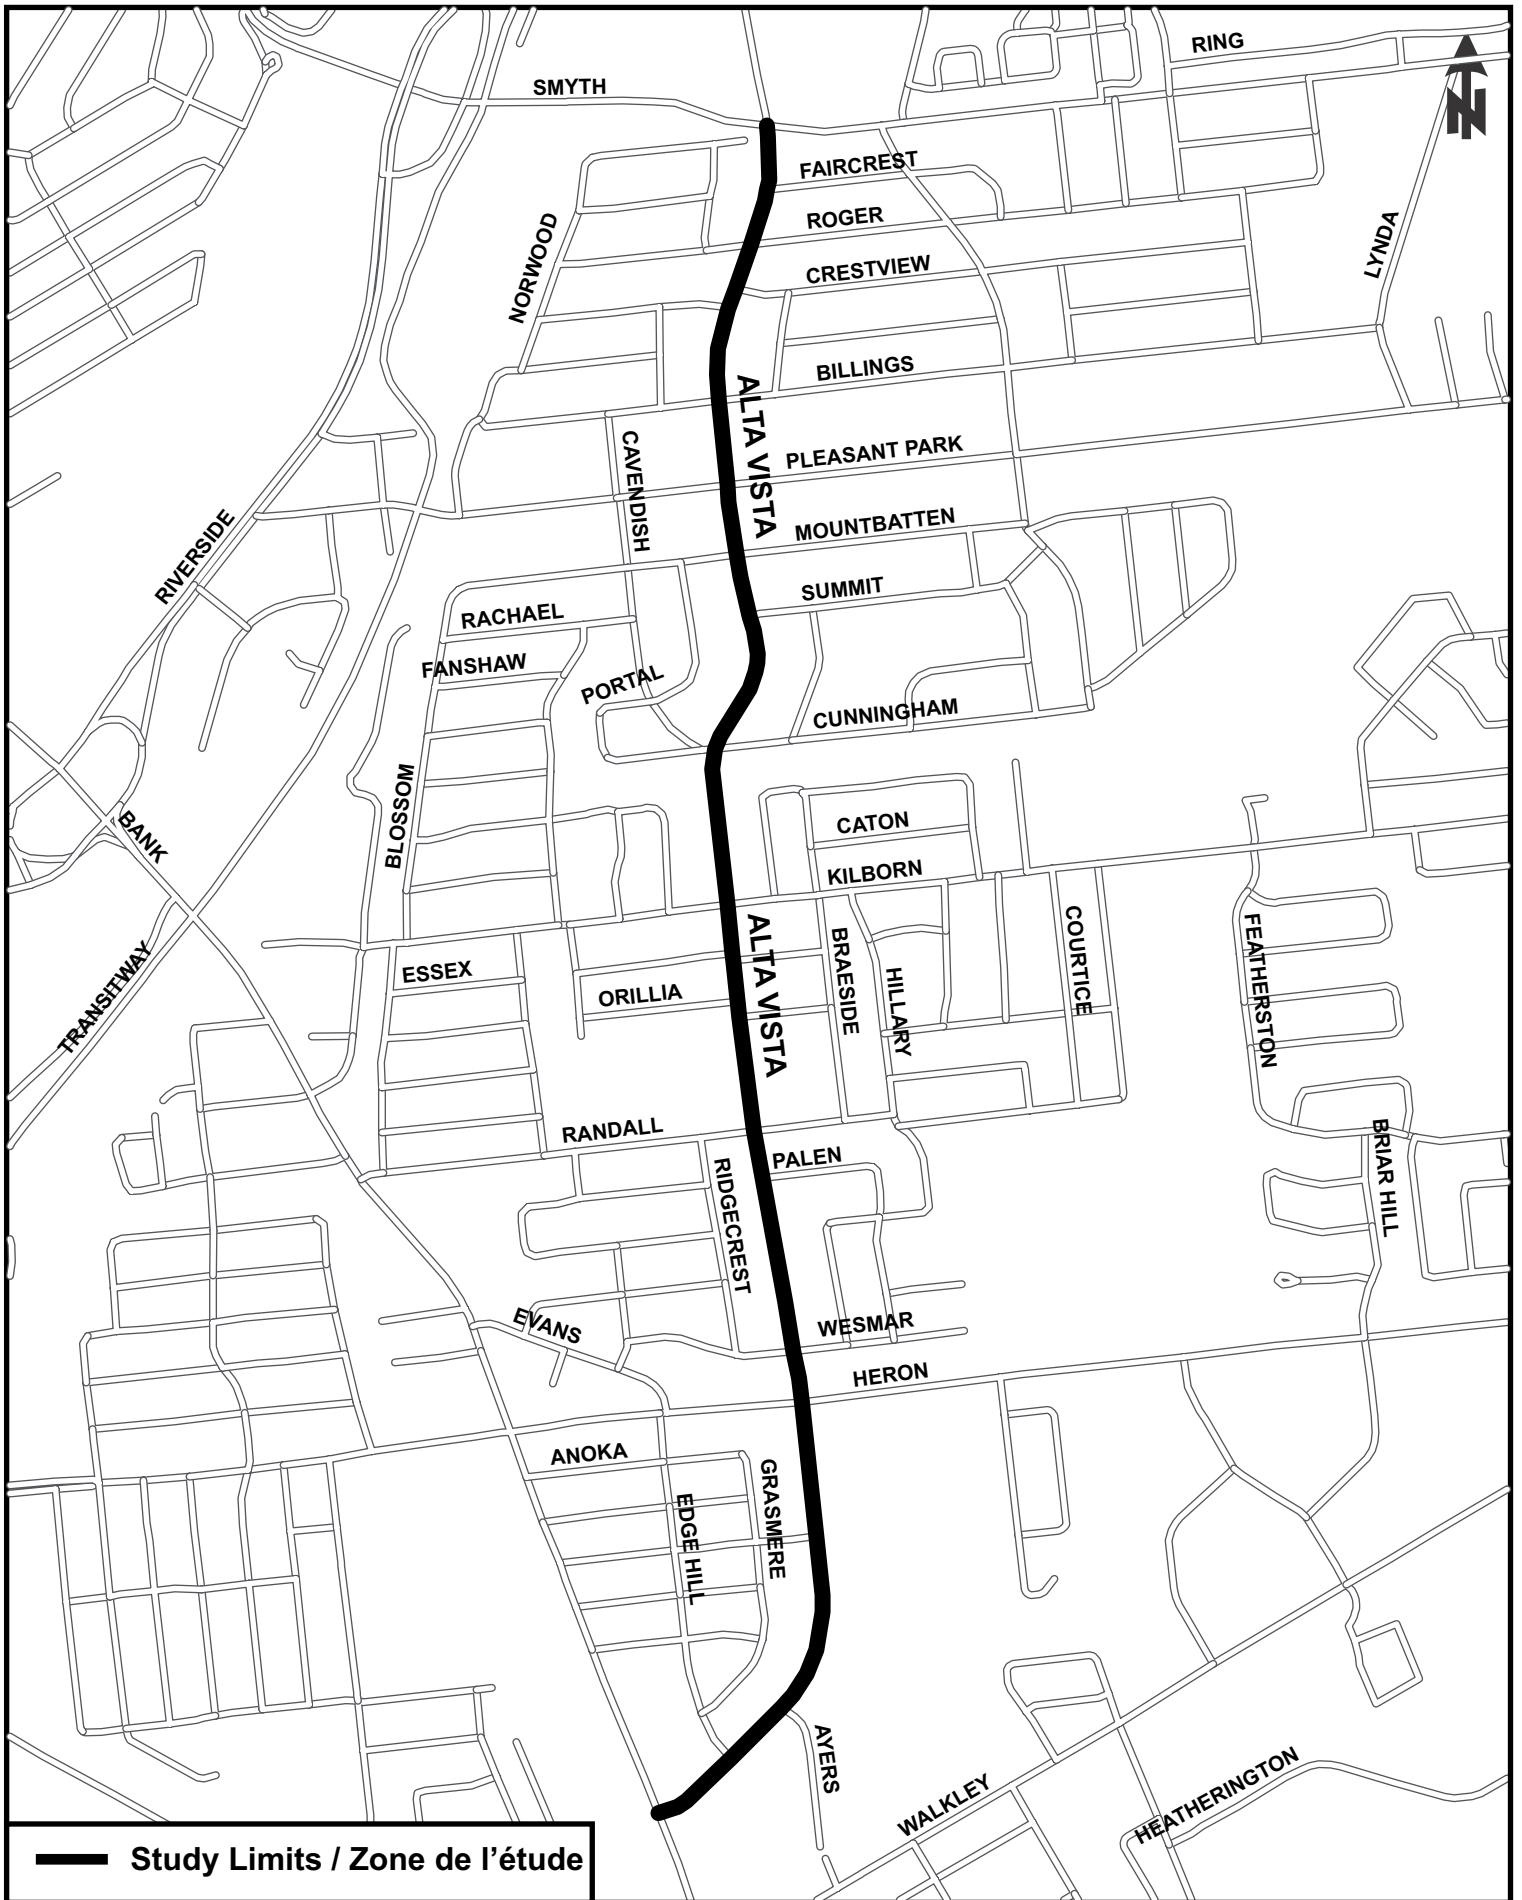 RING
SMYTH
N
FAIRCREST
ROGER
NORWOOD
LYNDA
CRESTVIEW
BILLINGS
ALTA VISTA
CAVENDISH
PLEASANT PARK
MOUNTBATTEN
RIVERSIDE
SUMMIT
RACHAEL
FANSHAW
PORTAL
CUNNINGHAM
BLOSSOM
BANK
CATON
KILBORN
ALTA VISTA
COURTICE
FEATHERSTON
BRAESIDE
HILLARY
TRANSITWAY
ESSEX
ORILLIA
RANDALL
PALEN
BRIAR HILL
RIDGECREST
EVANS
WESMAR
HERON
ANOKA
GRASMERE
EDGE HILL
AYERS
WALKLEY
HEATHERINGTON
Study Limits / Zone de l’étude